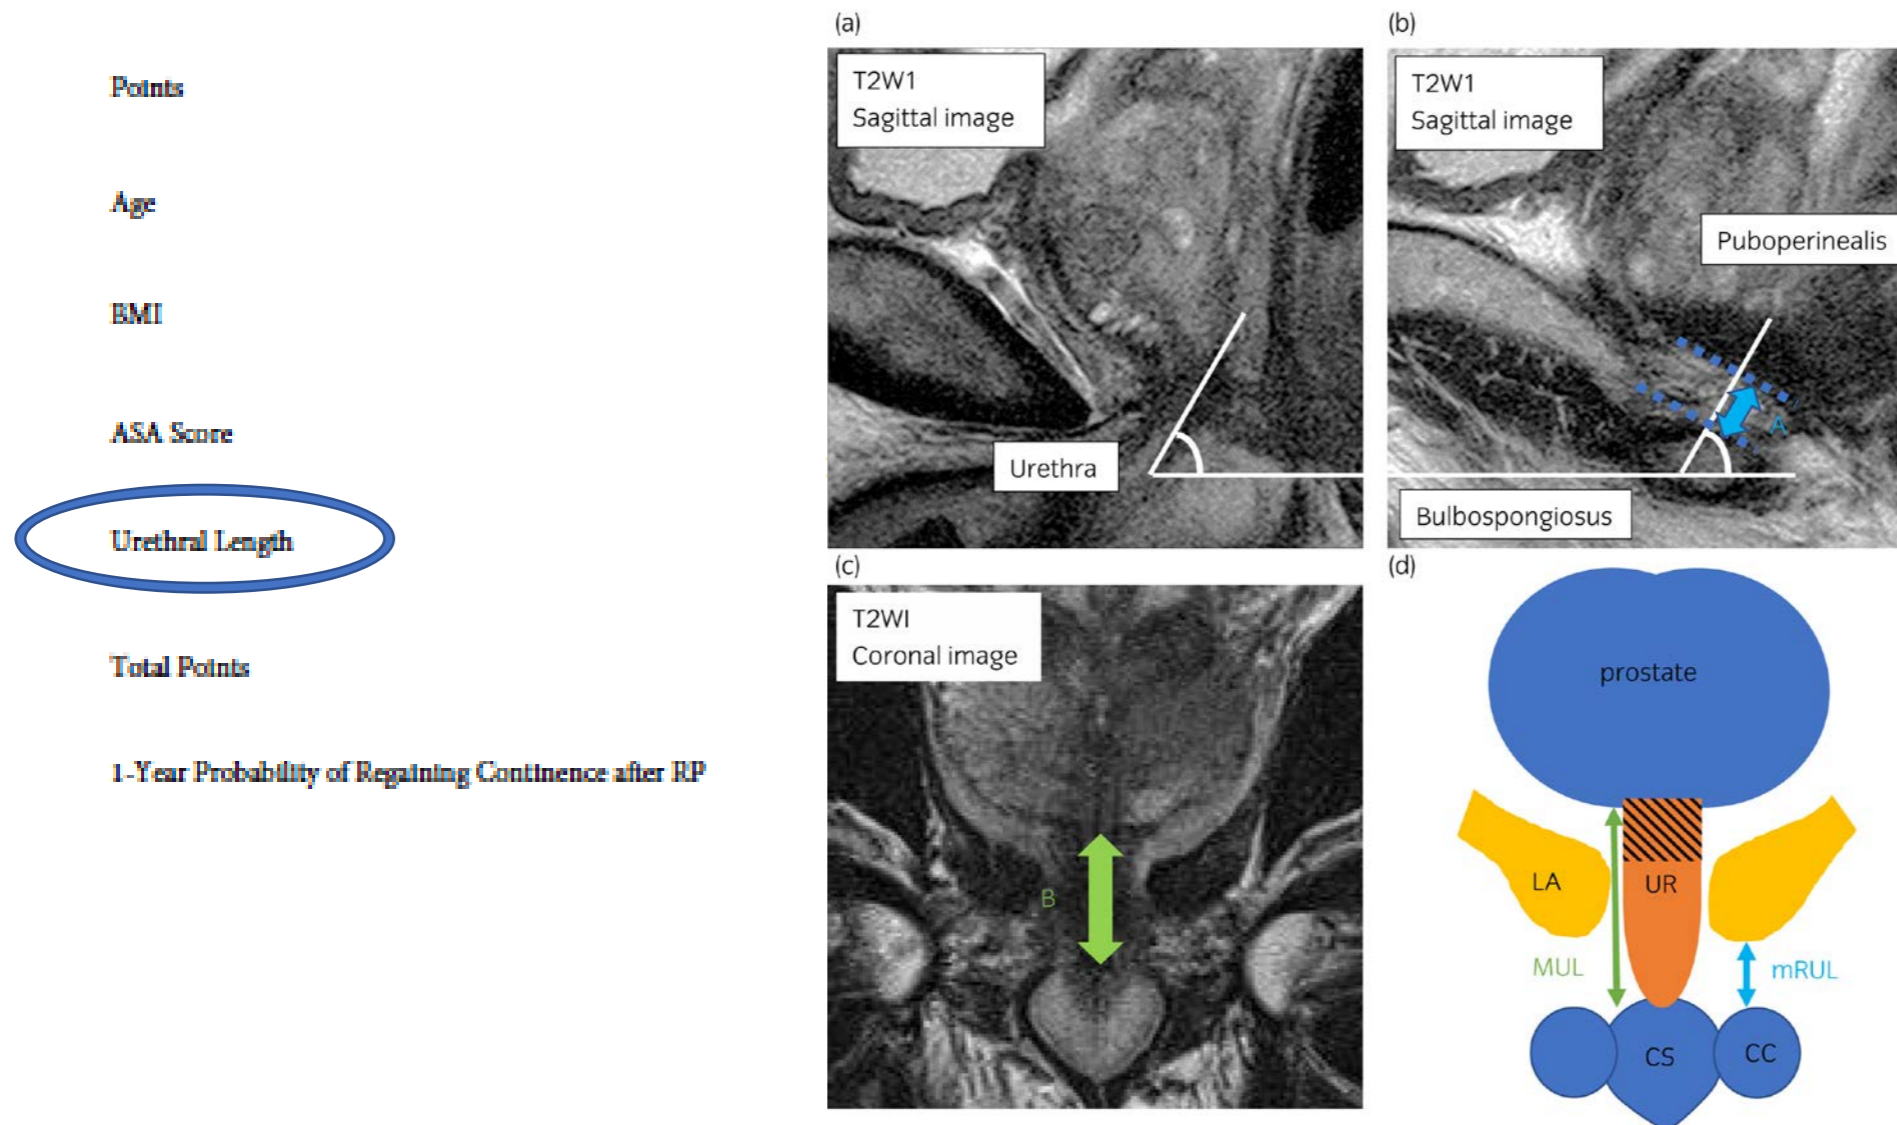 Points
Age
BMI
ASA Score
Urethral Length
Total Points
1-Year Probability of Regaining Continence after RP
(a)
T2W1
Sagittal image
Urethra
(b)
T2W1
Sagittal image
Puboperinealis
A
Bulbospongiosus
(c)
T2WI
Coronal image
B
(d)
prostate
LA
UR
MUL
mRUL
CS
CC